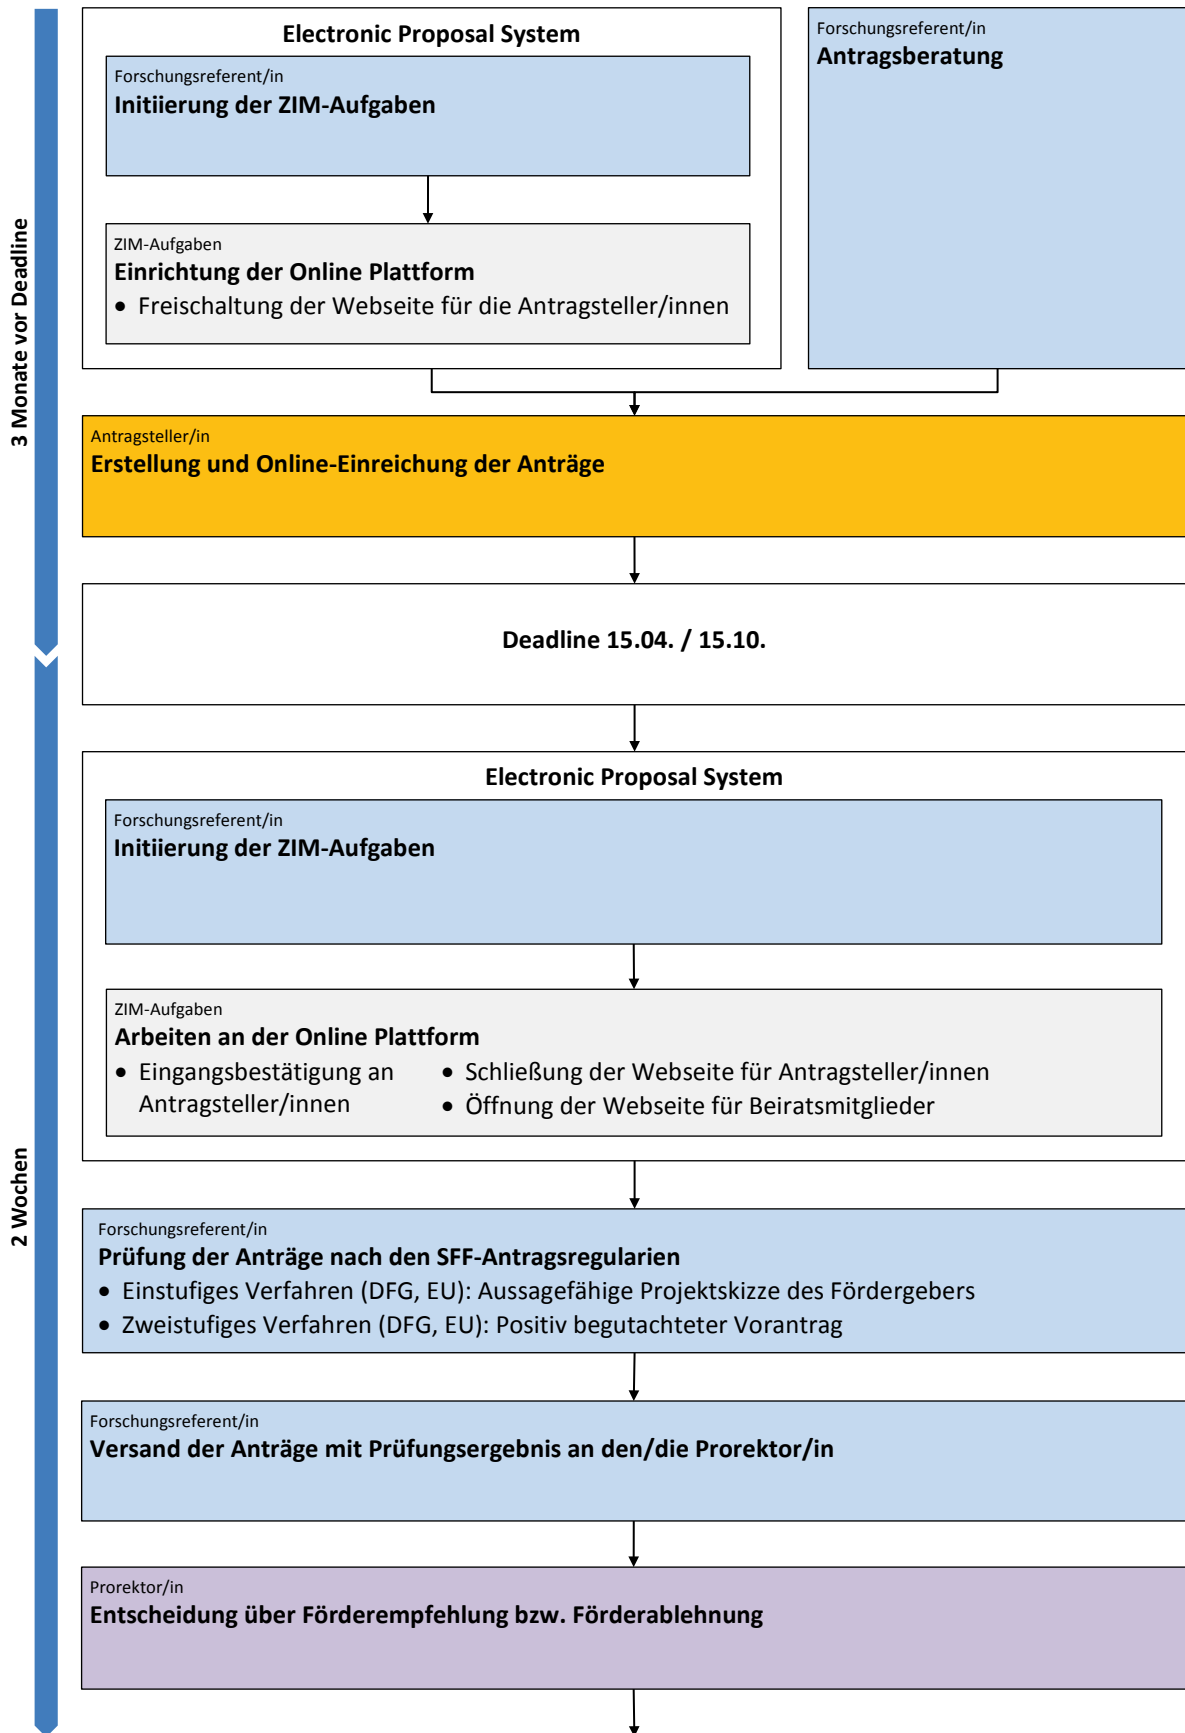 3 Monate vor Deadline
Electronic Proposal System
Forschungsreferent/in
Initiierung der ZIM-Aufgaben
ZIM-Aufgaben
Einrichtung der Online Plattform
• Freischaltung der Webseite für die Antragsteller/innen
Forschungsreferent/in
Antragsberatung
Antragsteller/in
Erstellung und Online-Einreichung der Anträge
Deadline 15.04. / 15.10.
2 Wochen
Electronic Proposal System
Forschungsreferent/in
Initiierung der ZIM-Aufgaben
ZIM-Aufgaben
Arbeiten an der Online Plattform
• Eingangsbestätigung an
Antragsteller/innen
• Schließung der Webseite für Antragsteller/innen
• Öffnung der Webseite für Beiratsmitglieder
Forschungsreferent/in
Prüfung der Anträge nach den SFF-Antragsregularien
• Einstufiges Verfahren (DFG, EU): Aussagefähige Projektskizze des Fördergebers
• Zweistufiges Verfahren (DFG, EU): Positiv begutachteter Vorantrag
Forschungsreferent/in
Versand der Anträge mit Prüfungsergebnis an den/die Prorektor/in
Prorektor/in
Entscheidung über Förderempfehlung bzw. Förderablehnung